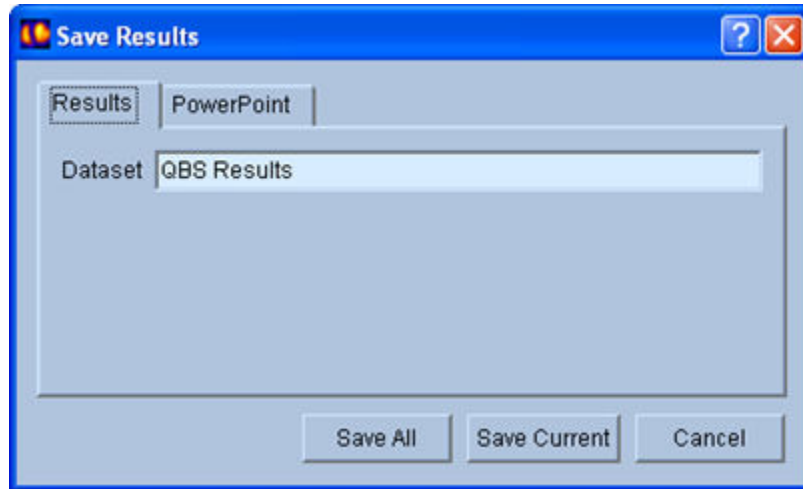 Save Results
?
Results PowerPoint
Dataset QBS Results
Save All Save Current Cancel